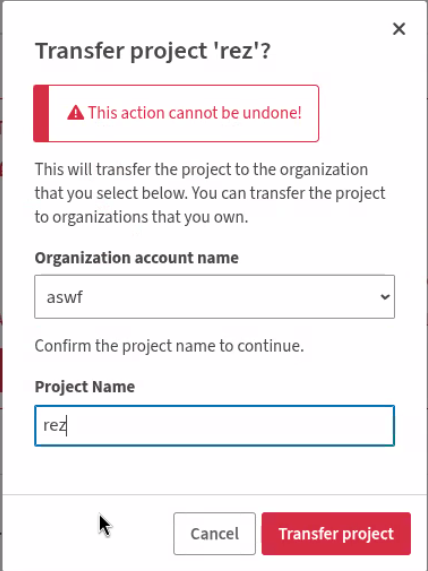 Transfer project 'rez'?
This action cannot be undone!
This will transfer the project to the organization
that you select below. You can transfer the project
to organizations that you own.
Organization account name
aswf
Confirm the project name to continue.
Project Name
rez
Cancel
Transfer project